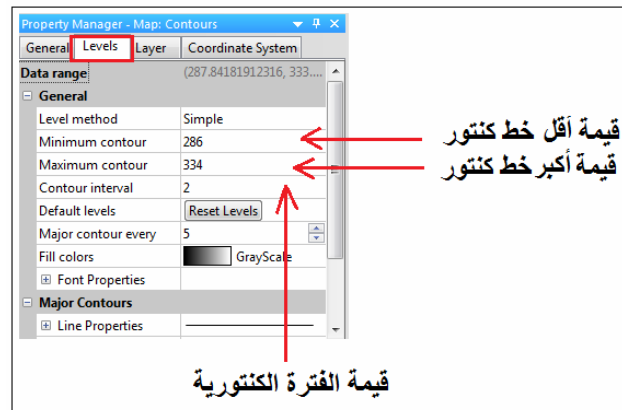 Property Manager - Map: Contours
General Levels Layer Coordinate System
Data range (287.84181912316, 333....
General
Level method Simple
Minimum contour 286
قيمة أقل خط كنتور
Maximum contour 334
قيمة أكبر خط كنتور
Contour interval 2
Default levels Reset Levels
Major contour every 5
Fill colors GrayScale
Font Properties
Major Contours
Line Properties
قيمة الفترة الكنتورية